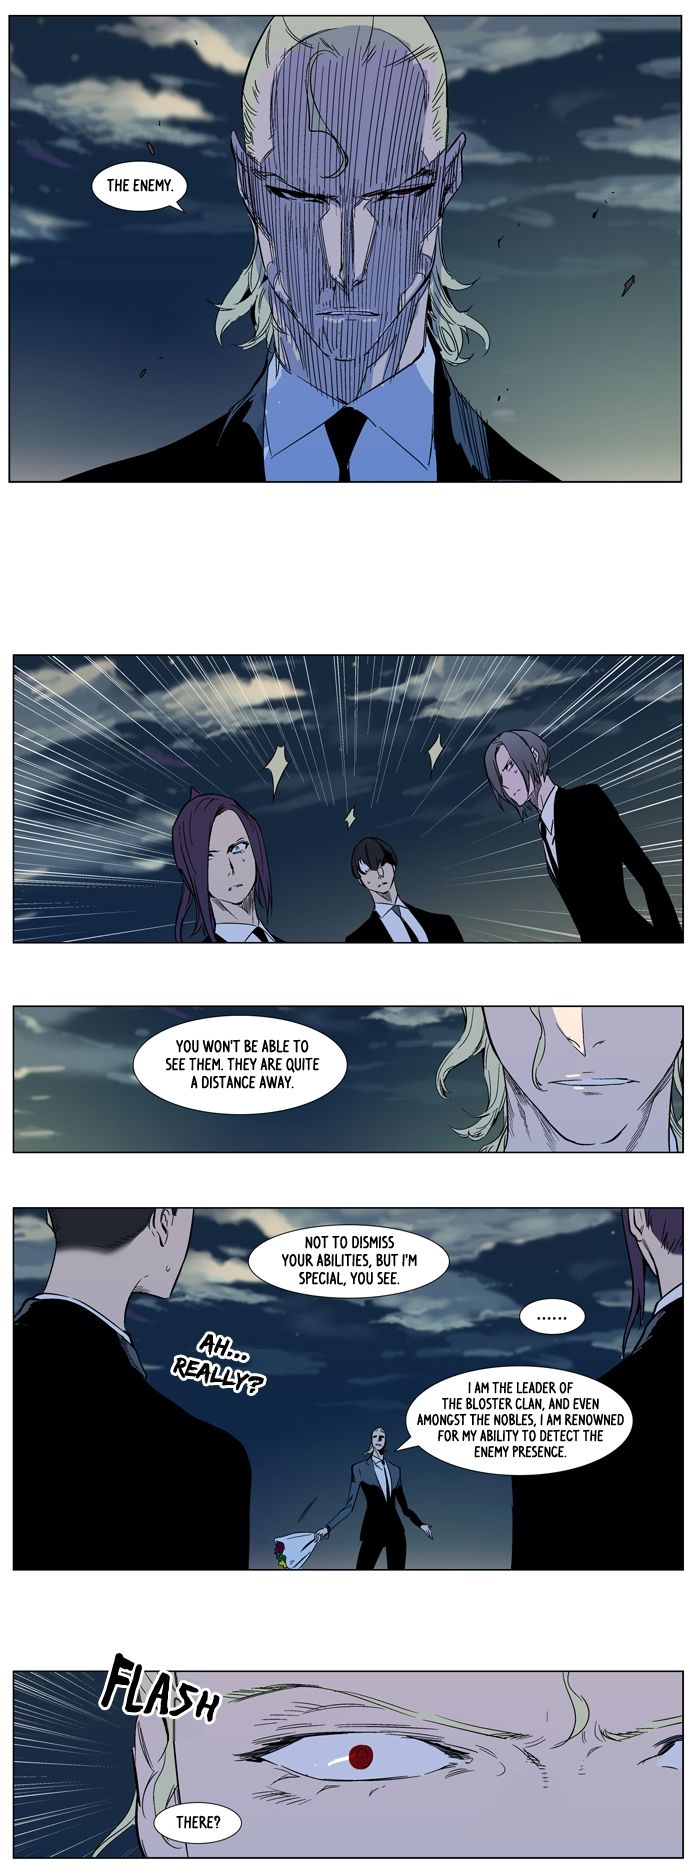 THE ENEMY.
YOU WON'T BE ABLE TO
SEE THEM. THEY ARE QUITE
A DISTANCE AWAY.
NOT TO DISMISS
YOUR ABILITIES, BUT I'M
SPECIAL, YOU SEE.
......
AH...
REALLY?
I AM THE LEADER OF
THE BLOSTER CLAN, AND EVEN
AMONGST THE NOBLES, I AM RENOWNED
FOR MY ABILITY TO DETECT THE
ENEMY PRESENCE.
FLASH
THERE?